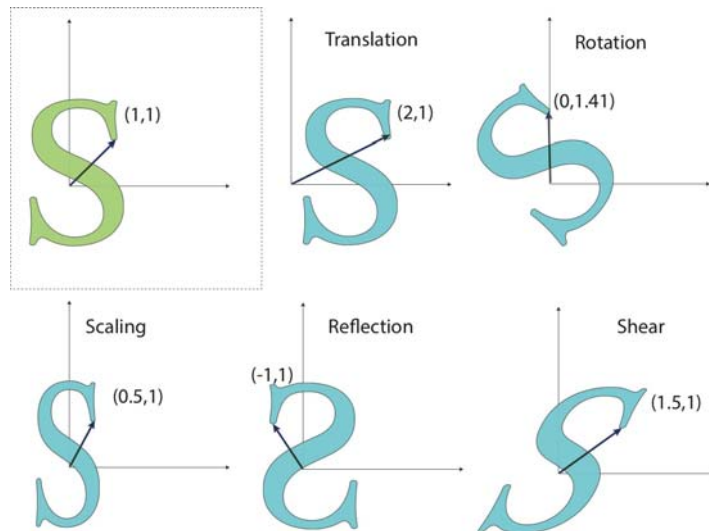 Translation
Rotation
(1,1)
(2,1)
(0,1.41)
Scaling
Reflection
Shear
(0.5,1)
(-1,1)
(1.5,1)